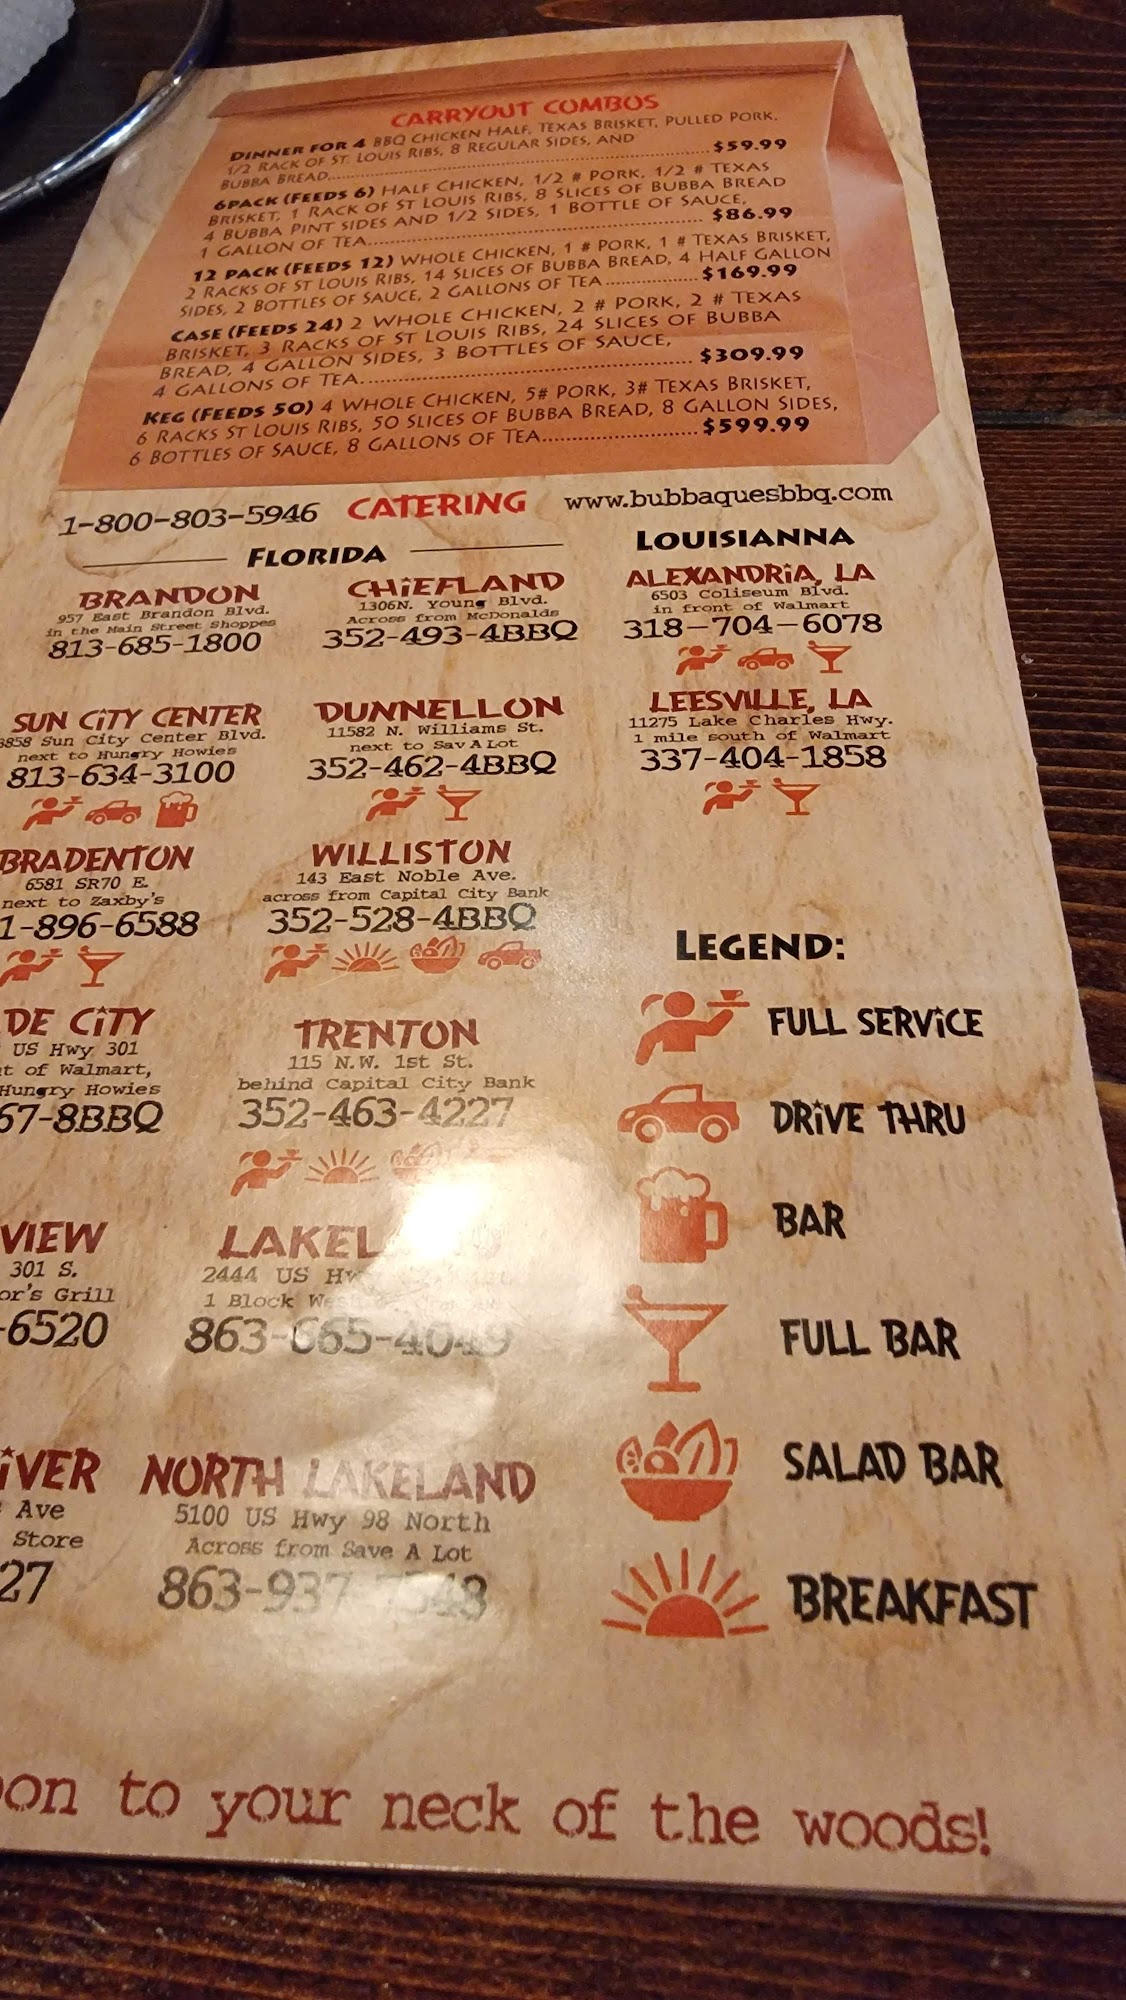 CARRYOUT COMBOS
DINNER FOR 4 BBQ CHICKEN HALF, TEXAS BRISKET, PULLED PORK,
1/2 RACK OF ST. LOUIS RIBS, 8 REGULAR SIDES, AND
BUBBA BREAD...$59.99
6PACK (FEEDS 6) HALF CHICKEN, 1/2 # PORK, 1/2 # TEXAS
BRISKET, 1 RACK OF ST LOUIS RIBS, 8 SLICES OF BUBBA BREAD
4 BUBBA PINT SIDES AND 1/2 SIDES, 1 BOTTLE OF SAUCE,
1 GALLON OF TEA...$86.99
12 PACK (FEEDS 12) WHOLE CHICKEN, 1 # PORK, 1 # TEXAS BRISKET,
2 RACKS OF ST LOUIS RIBS, 14 SLICES OF BUBBA BREAD, 4 HALF GALLON
SIDES, 2 BOTTLES OF SAUCE, 2 GALLONS OF TEA...$169.99
CASE (FEEDS 24) 2 WHOLE CHICKEN, 2 # PORK, 2 # TEXAS
BRISKET, 3 RACKS OF ST LOUIS RIBS, 24 SLICES OF BUBBA
BREAD, 4 GALLON SIDES, 3 BOTTLES OF SAUCE,
4 GALLONS OF TEA...$309.99
KEG (FEEDS 50) 4 WHOLE CHICKEN, 5# PORK, 3# TEXAS BRISKET,
6 RACKS ST LOUIS RIBS, 50 SLICES OF BUBBA BREAD, 8 GALLON SIDES,
6 BOTTLES OF SAUCE, 8 GALLONS OF TEA...$599.99
1-800-803-5946 CATERING www.bubbaquesbbq.com
FLORIDA
BRANDON
957 East Brandon Blvd.
in the Main Street Shoppes
813-685-1800
SUN CiTY CENTER
3858 Sun City Center Blvd.
next to Hungry Howies
813-634-3100
BRADENTON
6581 SR70 E.
next to Zaxby's
1-896-6588
DE CiTY
US Hwy 301
t of Walmart,
Hungry Howies
67-8BBQ
VIEW
301 S.
or's Grill
-6520
iVER
Ave
Store
27
CHiEFLAND
1306N. Young Blvd.
Across from McDonalds
352-493-4BBQ
DUNNELLON
11582 N. Williams St.
next to Sav A Lot
352-462-4BBQ
WILLISTON
143 East Noble Ave.
across from Capital City Bank
352-528-4BBQ
TRENTON
115 N.W. 1st St.
behind Capital City Bank
352-463-4227
LAKEL
2444 US Hwy
1 Block West
863-665-4049
NORTH LAKELAND
5100 US Hwy 98 North
Across from Save A Lot
863-937-7548
LOUISIANNA
ALEXANDRiA, LA
6503 Coliseum Blvd.
in front of Walmart
318-704-6078
LEESVILLE, LA
11275 Lake Charles Hwy.
1 mile south of Walmart
337-404-1858
LEGEND:
FULL SERViCE
DRiVE THRU
BAR
FULL BAR
SALAD BAR
BREAKFAST
on to your neck of the woods!